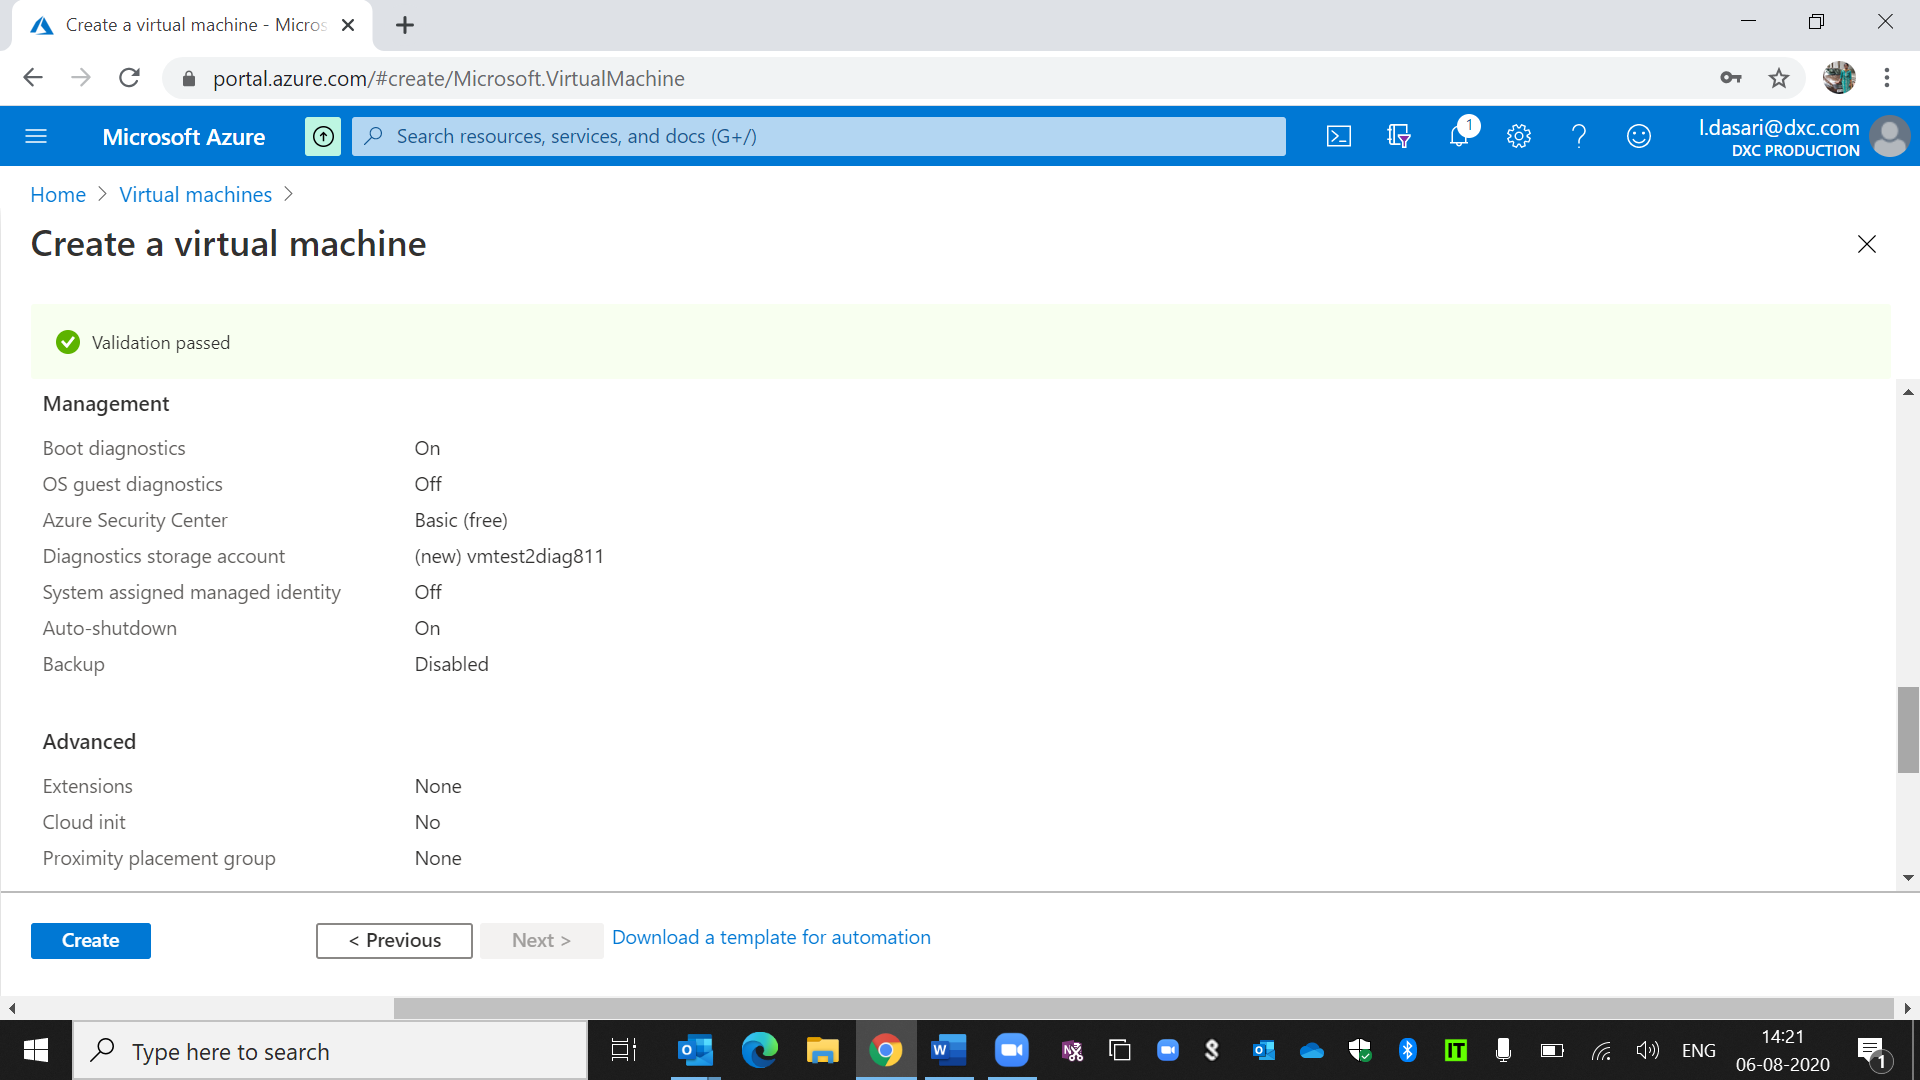 Create a virtual machine - Micros
portal.azure.com/#create/Microsoft.VirtualMachine
Microsoft Azure
Search resources, services, and docs (G+/)
1
l.dasari@dxc.com
DXC PRODUCTION
Home > Virtual machines >
Create a virtual machine
Validation passed
Management
Boot diagnostics On
OS guest diagnostics Off
Azure Security Center Basic (free)
Diagnostics storage account (new) vmtest2diag811
System assigned managed identity Off
Auto-shutdown On
Backup Disabled
Advanced
Extensions None
Cloud init No
Proximity placement group None
Create
< Previous
Next >
Download a template for automation
Type here to search
ENG
14:21
06-08-2020
1